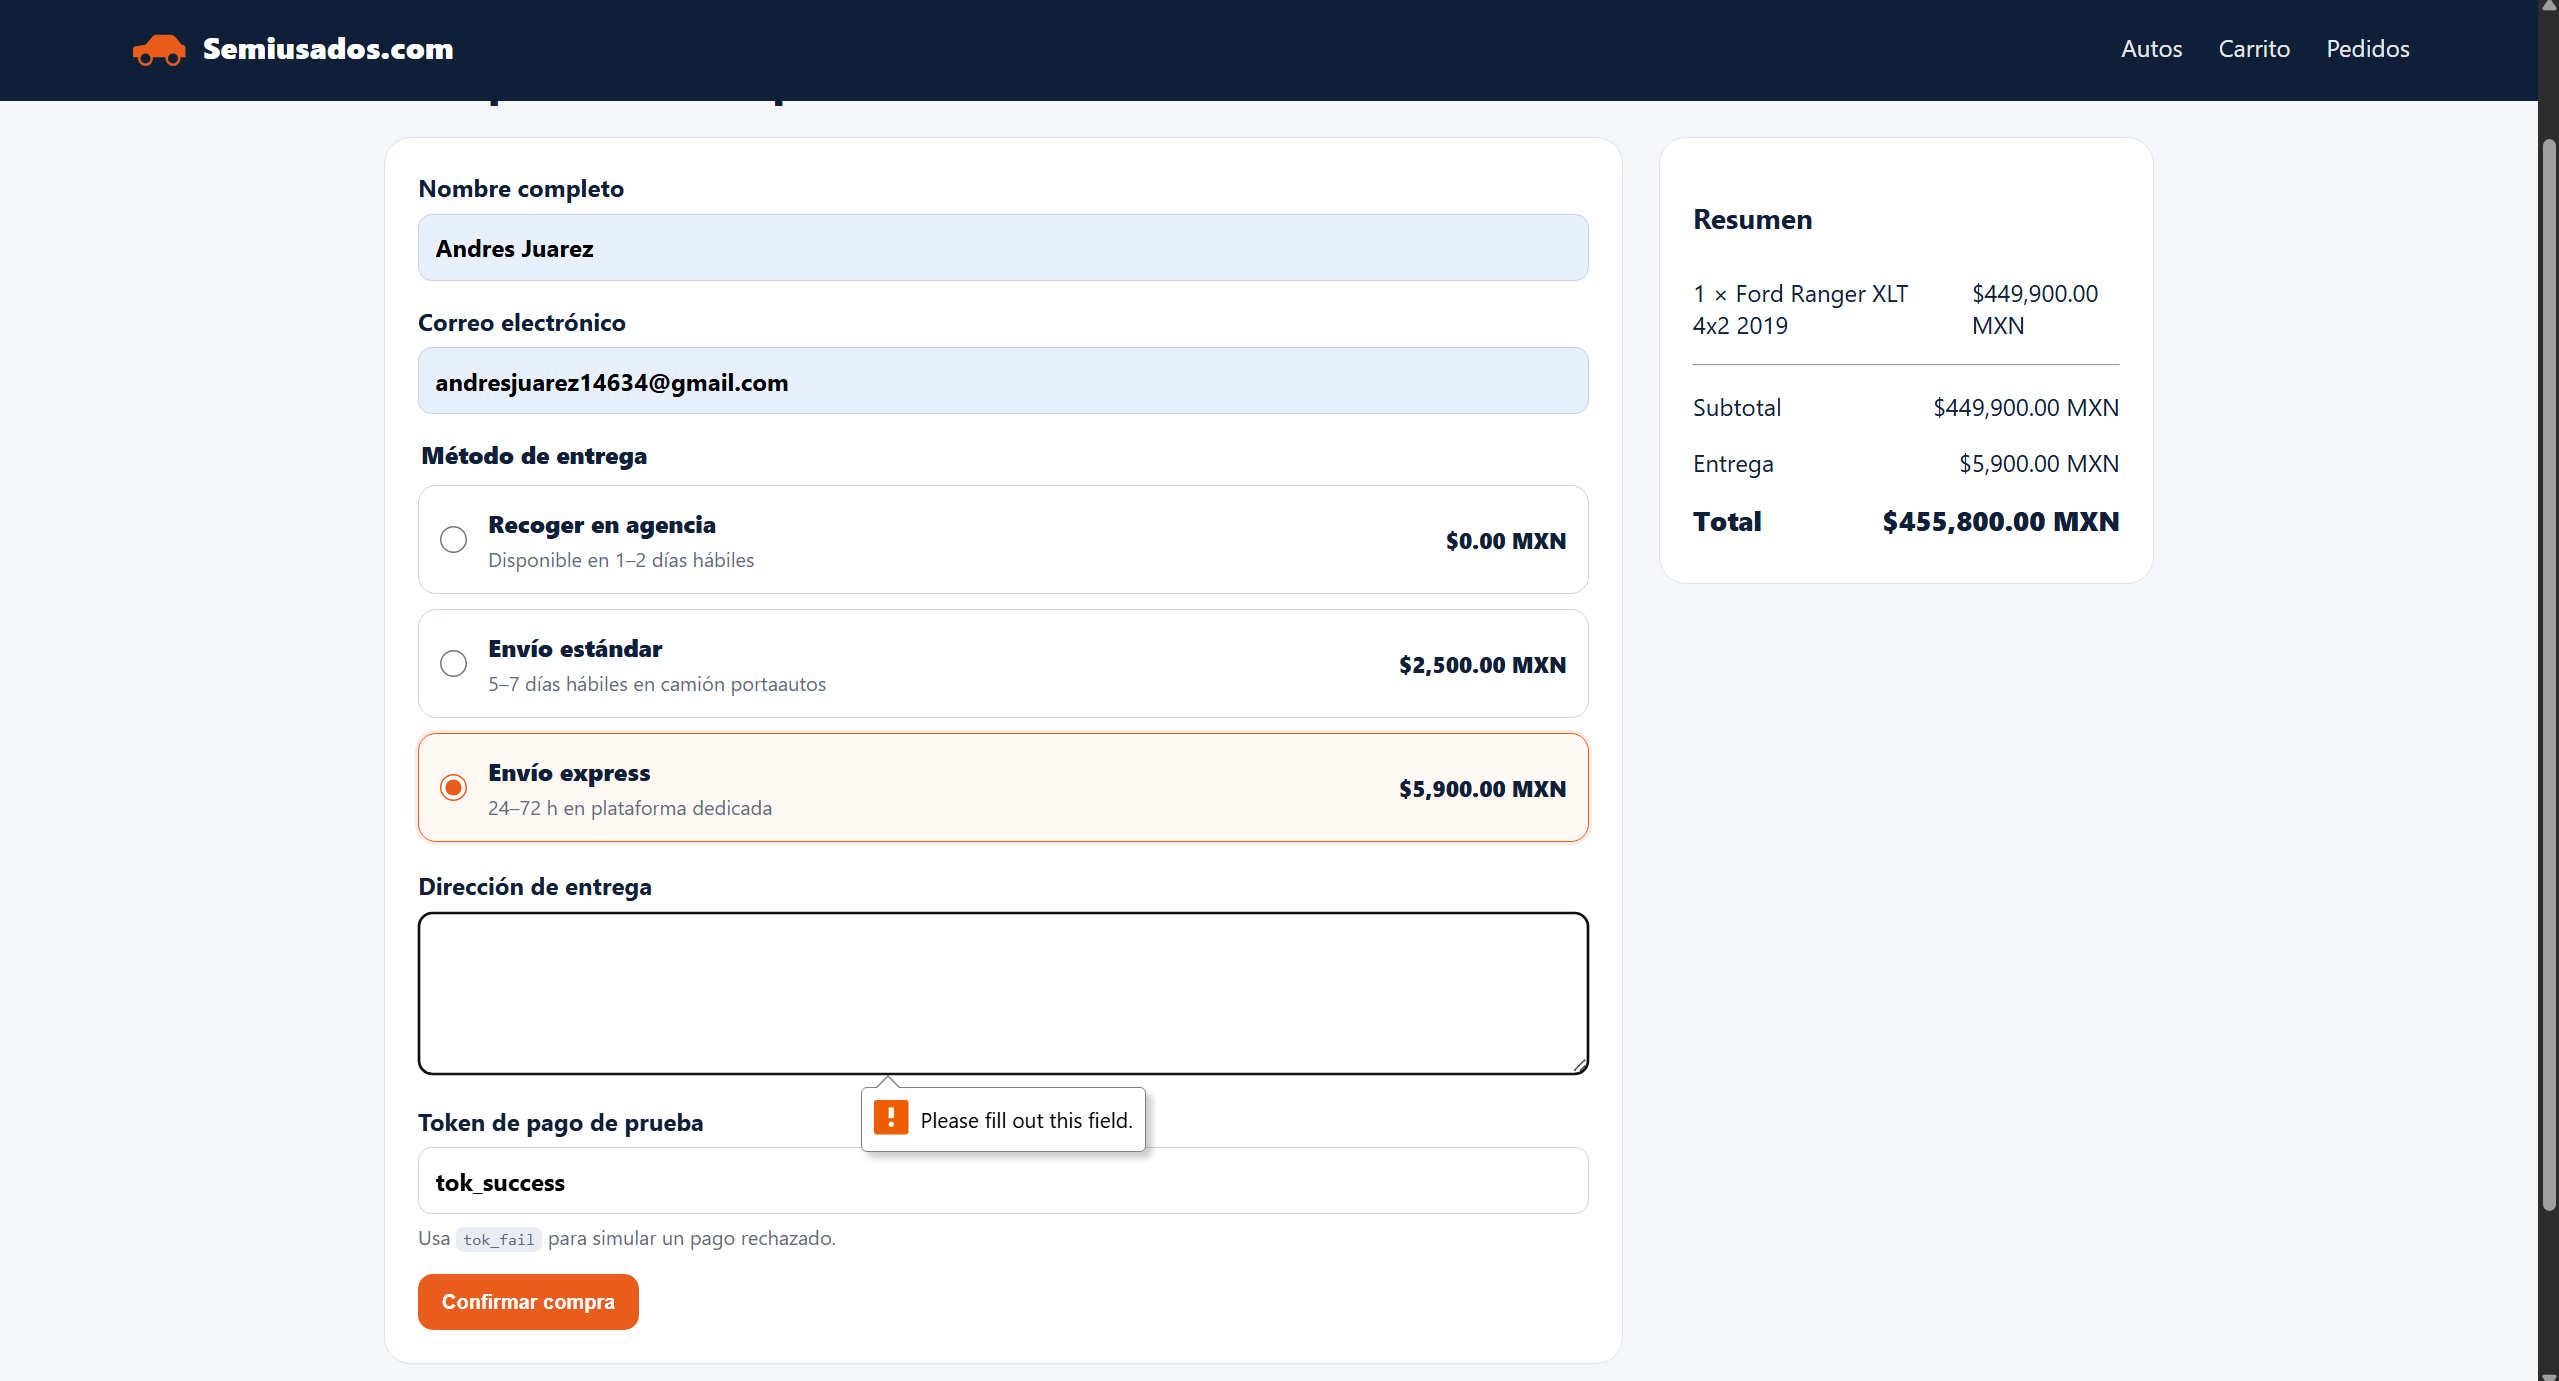 Semiusados.com
Autos
Carrito
Pedidos
Nombre completo
Andres Juarez
Correo electrónico
andresjuarez14634@gmail.com
Método de entrega
Recoger en agencia
Disponible en 1–2 días hábiles
$0.00 MXN
Envío estándar
5–7 días hábiles en camión portaautos
$2,500.00 MXN
Envío express
24–72 h en plataforma dedicada
$5,900.00 MXN
Dirección de entrega
Please fill out this field.
Token de pago de prueba
tok_success
Usa tok_fail para simular un pago rechazado.
Confirmar compra
Resumen
1 × Ford Ranger XLT
4x2 2019
$449,900.00
MXN
Subtotal
$449,900.00 MXN
Entrega
$5,900.00 MXN
Total
$455,800.00 MXN